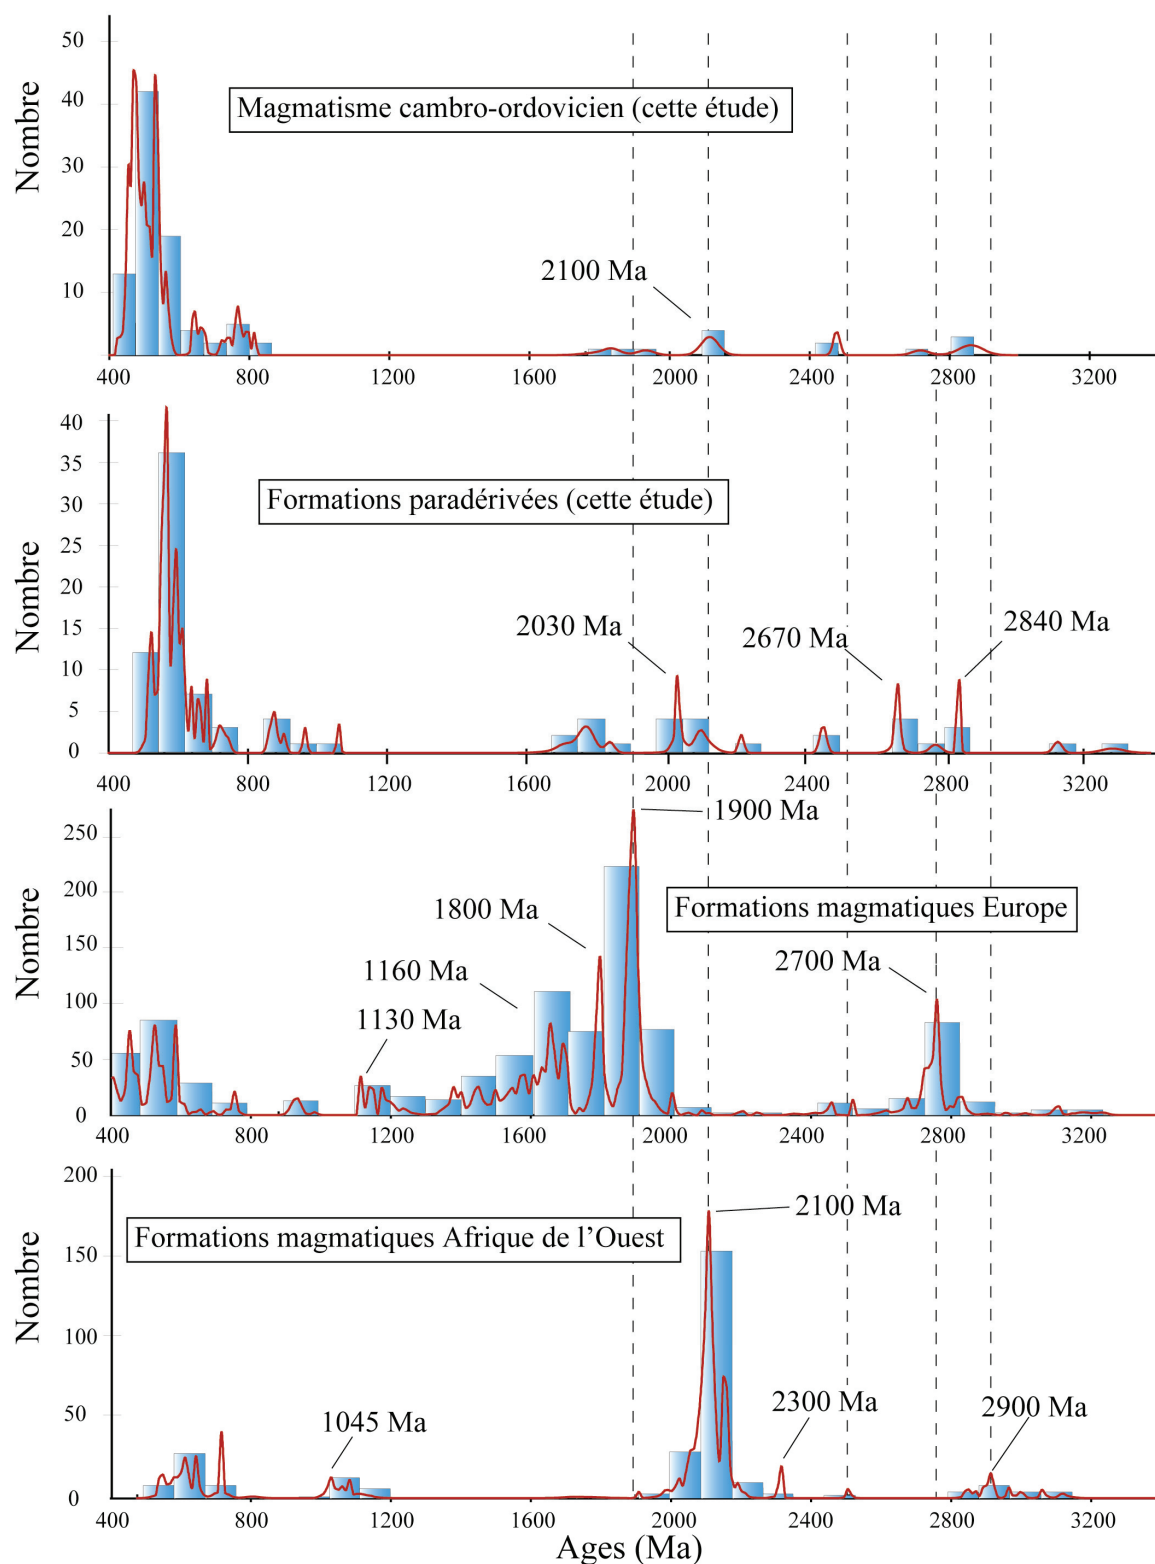 50
40
30
20
10
Nombre
Magmatisme cambro-ordovicien (cette étude)
2100 Ma
400 800 1200 1600 2000 2400 2800 3200
40
35
30
25
20
15
10
5
0
Nombre
Formations paradérivées (cette étude)
2030 Ma
2670 Ma
2840 Ma
400 800 1200 1600 2000 2400 2800 3200
250
200
150
100
50
0
Nombre
1900 Ma
Formations magmatiques Europe
1800 Ma
2700 Ma
1160 Ma
1130 Ma
400 800 1200 1600 2000 2400 2800 3200
200
150
100
50
0
Nombre
2100 Ma
Formations magmatiques Afrique de l’Ouest
2300 Ma
2900 Ma
1045 Ma
400 800 1200 1600 2000 2400 2800 3200
Ages (Ma)